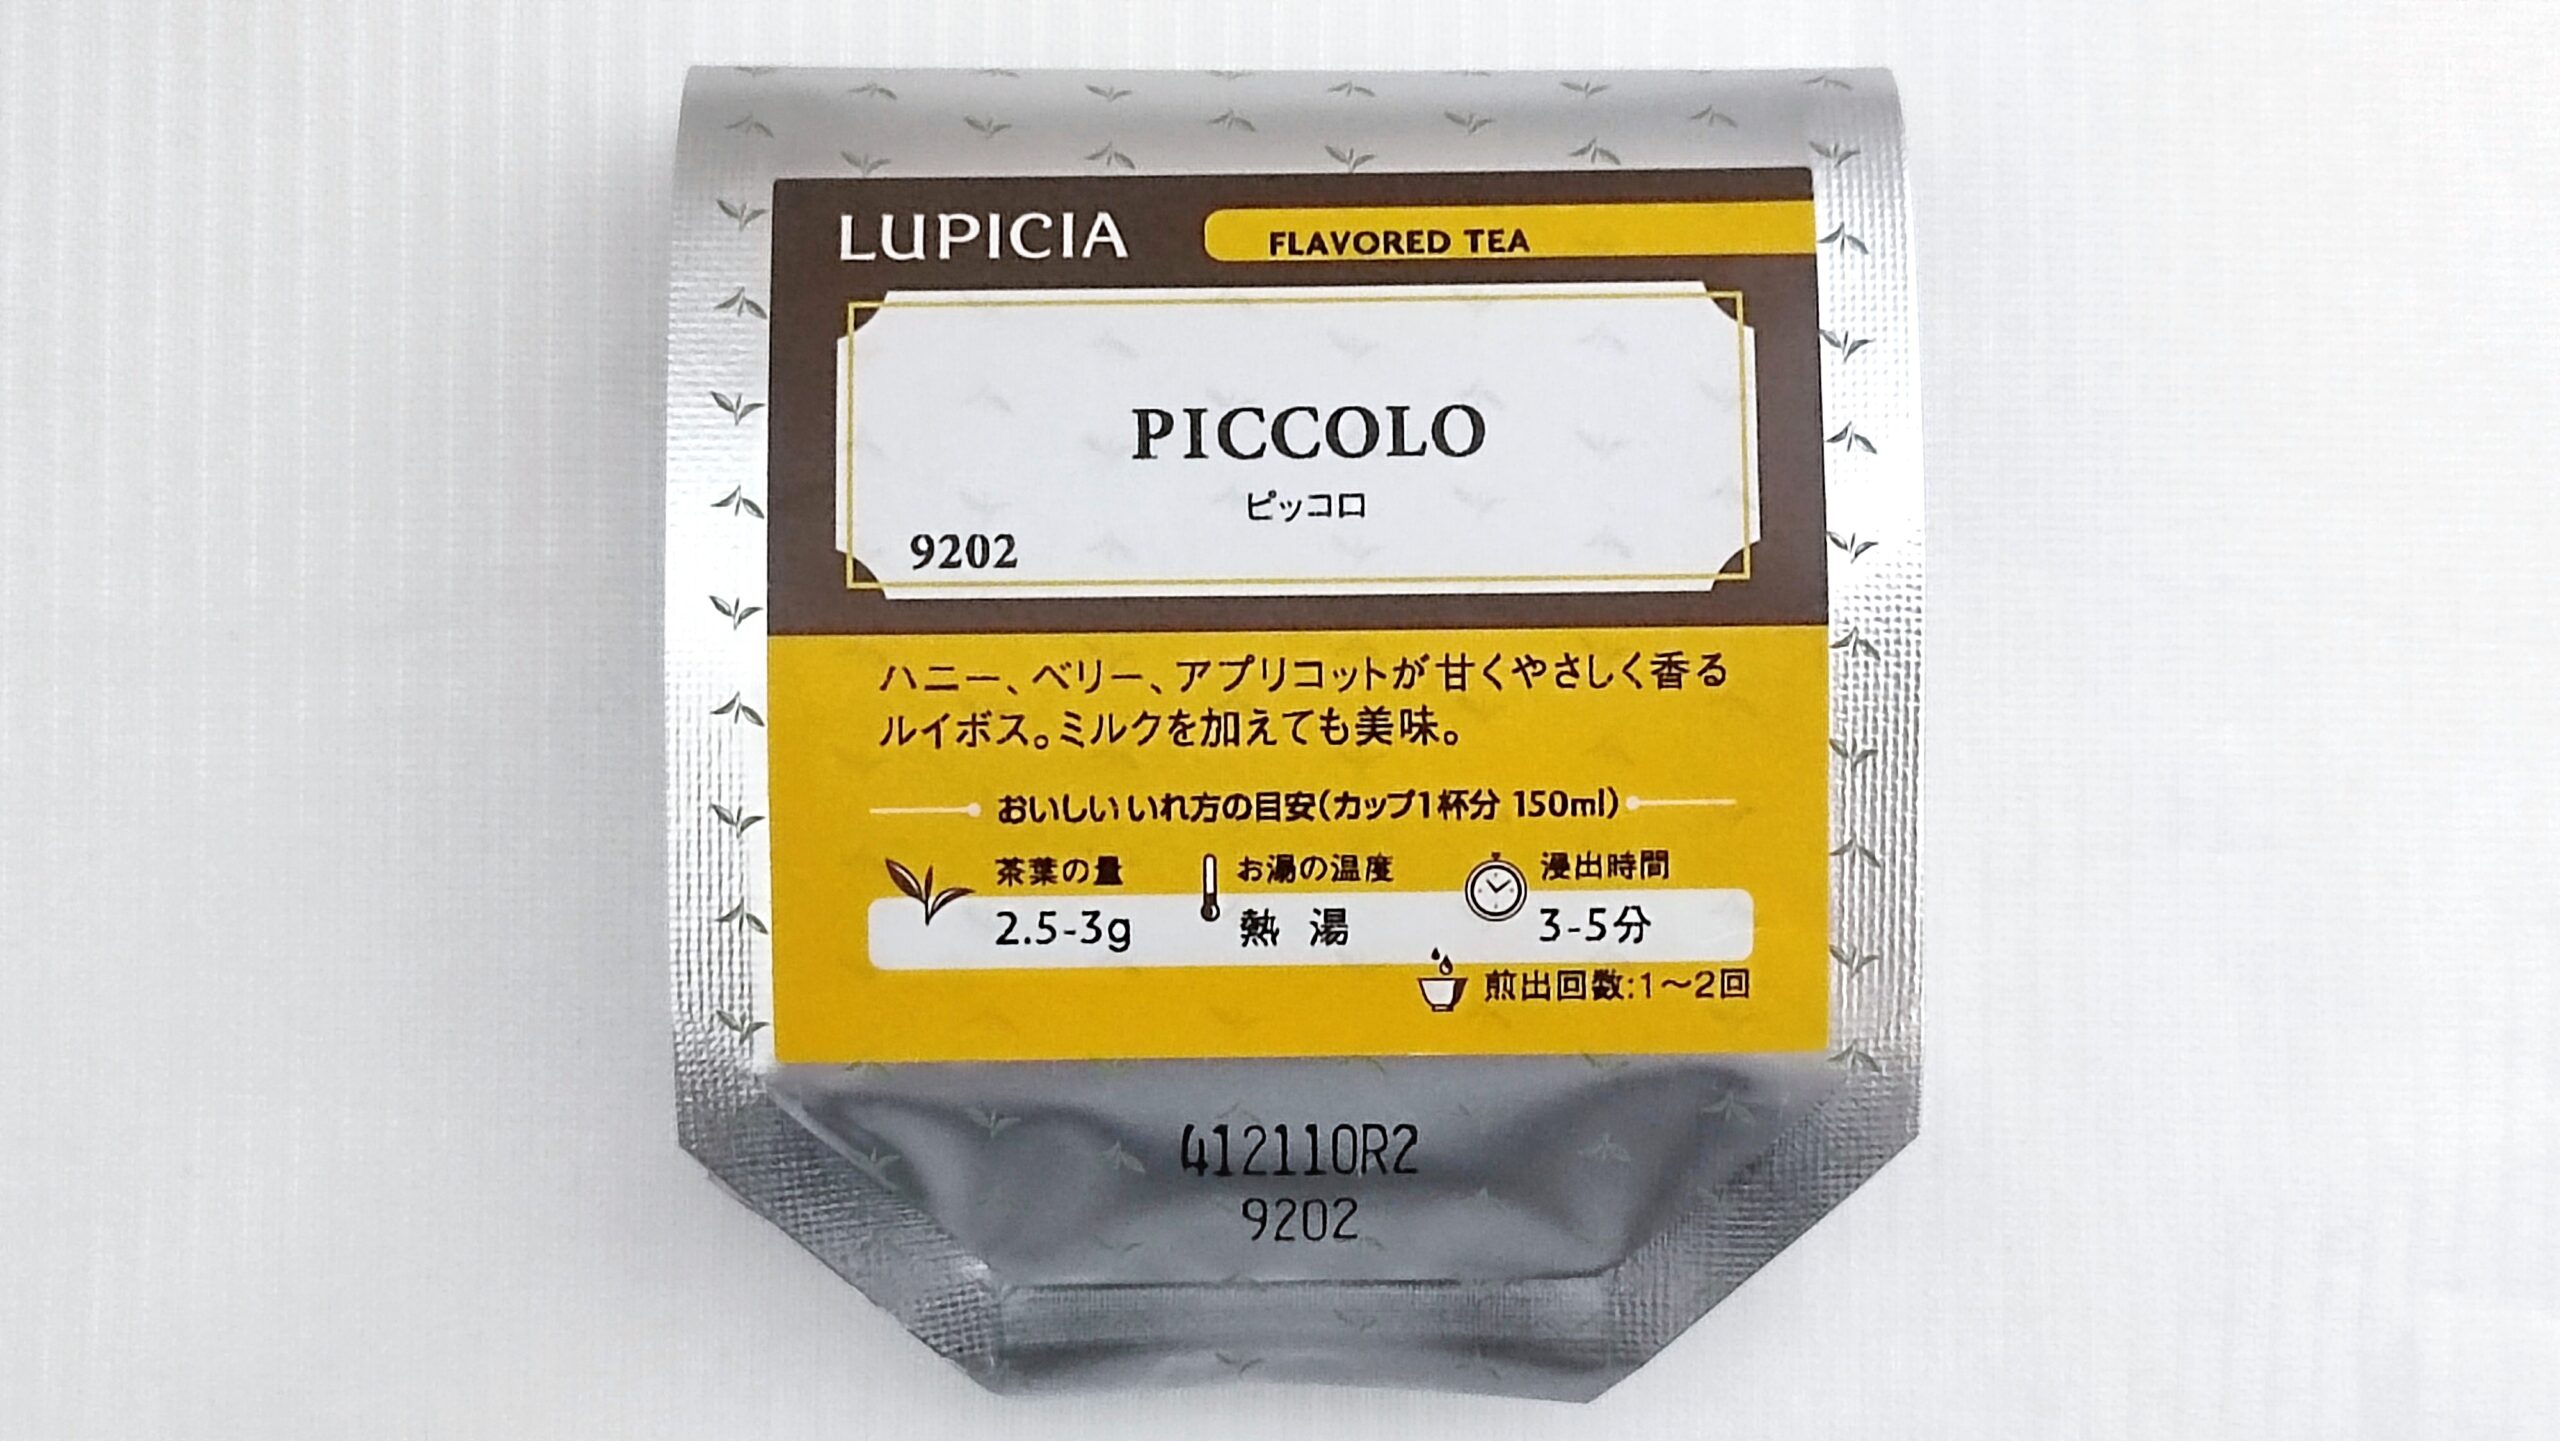 LUPICIA
FLAVORED TEA
PICCOLO
ピッコロ
9202
ハニー、ベリー、アプリコットが甘くやさしく香る
ルイボス。ミルクを加えても美味。
おいしいいれ方の目安(カップ1杯分 150ml)
茶葉の量 お湯の温度 浸出時間
2.5-3g 熱湯 3-5分
煎出回数:1〜2回
412110R2
9202